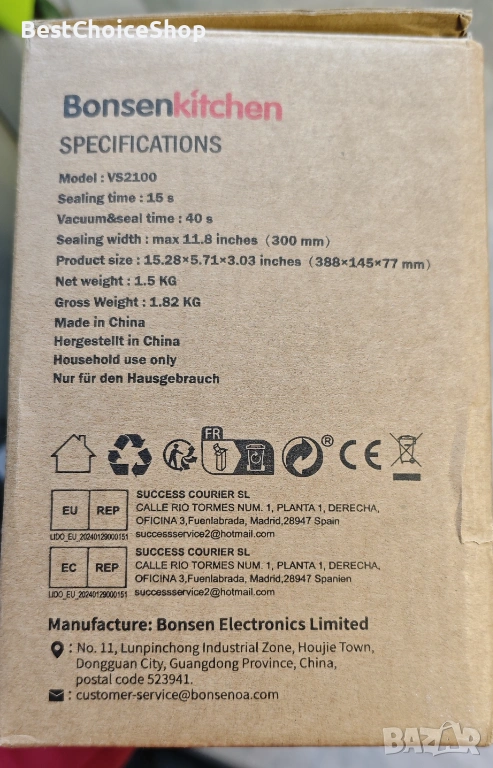 BestChoiceShop
Bonsenkitchen
SPECIFICATIONS
Model : VS2100
Sealing time : 15 s
Vacuum&seal time : 40 s
Sealing width : max 11.8 inches (300 mm)
Product size : 15.28×5.71×3.03 inches (388×145×77 mm)
Net weight : 1.5 KG
Gross Weight : 1.82 KG
Made in China
Hergestellt in China
Household use only
Nur für den Hausgebrauch
FR
®
CE
EU REP
SUCCESS COURIER SL
CALLE RIO TORMES NUM. 1, PLANTA 1, DERECHA,
OFICINA 3,Fuenlabrada, Madrid,28947 Spain
successservice2@hotmail.com
LIDO_EU_20240129000151
EC REP
SUCCESS COURIER SL
CALLE RIO TORMES NUM. 1, PLANTA 1, DERECHA,
OFICINA 3,Fuenlabrada, Madrid,28947 Spanien
successservice2@hotmail.com
LIDO_EU_20240129000151
Manufacture: Bonsen Electronics Limited
: No. 11, Lunpinchong Industrial Zone, Houjie Town,
Dongguan City, Guangdong Province, China,
postal code 523941.
: customer-service@bonsenoa.com
BAZAR